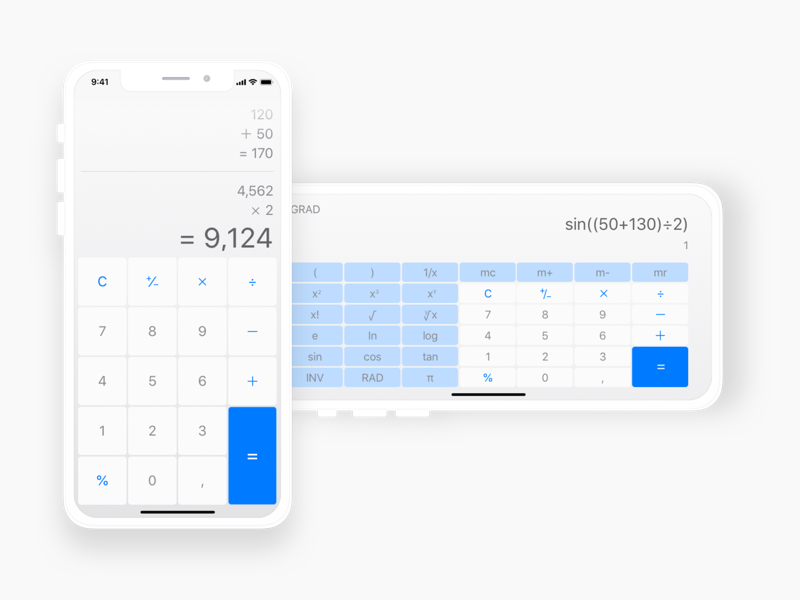 9:41
120
+ 50
= 170
4,562
× 2
= 9,124
C +/− × ÷
7 8 9 −
4 5 6 +
1 2 3 =
% 0 ,
GRAD
sin((50+130)÷2)
1
( ) 1/x mc m+ m- mr
x² x³ xʸ C +/− × ÷
x! √ ∛x 7 8 9 −
e ln log 4 5 6 +
sin cos tan 1 2 3 =
INV RAD π % 0 ,